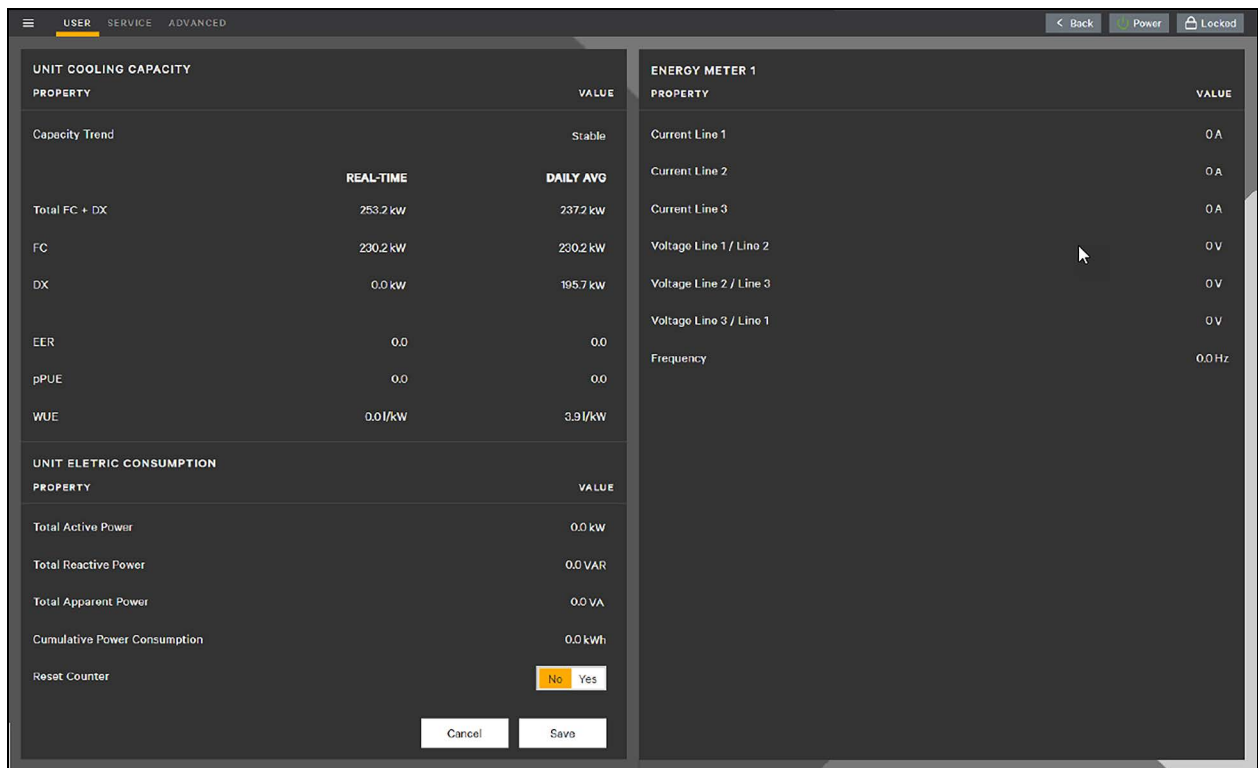 USER SERVICE ADVANCED
< Back Power Locked
UNIT COOLING CAPACITY
PROPERTY VALUE
Capacity Trend Stable
REAL-TIME DAILY AVG
Total FC + DX 253.2 kW 237.2 kW
FC 230.2 kW 230.2 kW
DX 0.0 kW 195.7 kW
EER 0.0 0.0
pPUE 0.0 0.0
WUE 0.0 l/kW 3.9 l/kW
UNIT ELETRIC CONSUMPTION
PROPERTY VALUE
Total Active Power 0.0 kW
Total Reactive Power 0.0 VAR
Total Apparent Power 0.0 VA
Cumulative Power Consumption 0.0 kWh
Reset Counter No Yes
Cancel Save
ENERGY METER 1
PROPERTY VALUE
Current Line 1 0 A
Current Line 2 0 A
Current Line 3 0 A
Voltage Line 1 / Line 2 0 V
Voltage Line 2 / Line 3 0 V
Voltage Line 3 / Line 1 0 V
Frequency 0.0 Hz